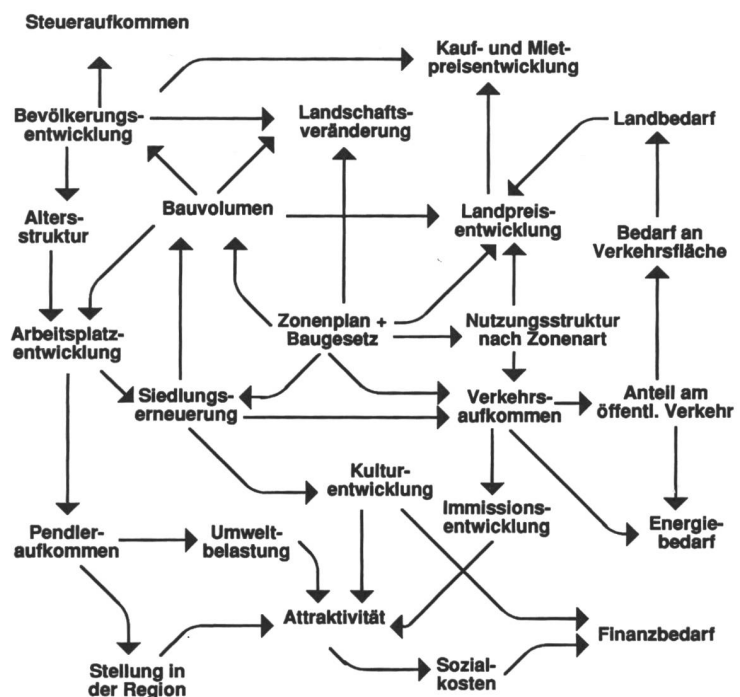 Steueraufkommen
Kauf- und Miet-
preisentwicklung
Bevölkerungs-
entwicklung
Landschafts-
veränderung
Landbedarf
Alters-
struktur
Bauvolumen
Landpreis-
entwicklung
Bedarf an
Verkehrsfläche
Arbeitsplatz-
entwicklung
Zonenplan +
Baugesetz
Nutzungsstruktur
nach Zonenart
Siedlungs-
erneuerung
Verkehrs-
aufkommen
Anteil am
öffentl. Verkehr
Kultur-
entwicklung
Immissions-
entwicklung
Energie-
bedarf
Pendler-
aufkommen
Umwelt-
belastung
Attraktivität
Finanzbedarf
Stellung in
der Region
Sozial-
kosten